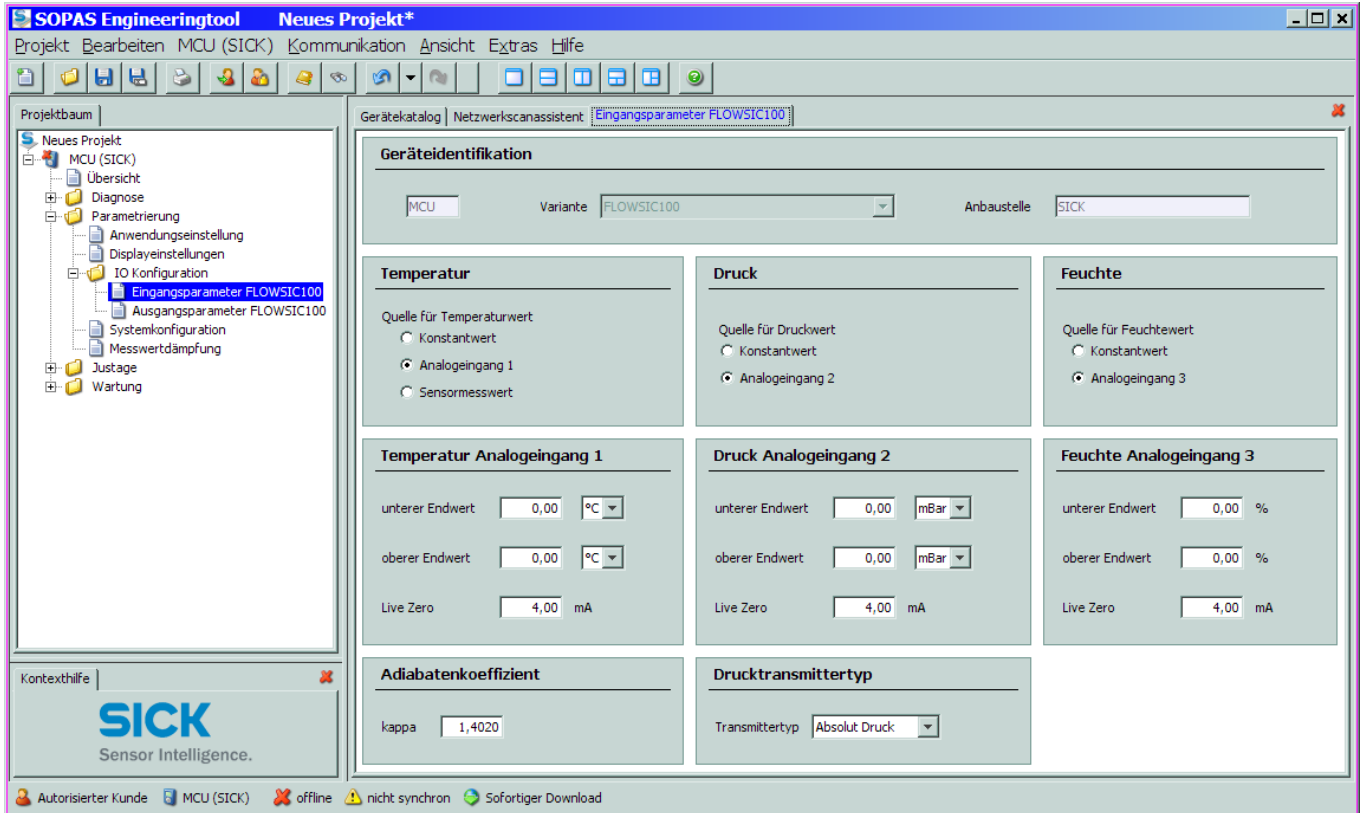 SOPAS Engineeringtool Neues Projekt*
Projekt Bearbeiten MCU (SICK) Kommunikation Ansicht Extras Hilfe
Projektbaum
Neues Projekt
MCU (SICK)
Übersicht
Diagnose
Parametrierung
Anwendungseinstellung
Displayeinstellungen
IO Konfiguration
Eingangsparameter FLOWSIC100
Ausgangsparameter FLOWSIC100
Systemkonfiguration
Messwertdämpfung
Justage
Wartung
Kontexthilfe
SICK
Sensor Intelligence.
Gerätekatalog Netzwerkscanassistent Eingangsparameter FLOWSIC100
Geräteidentifikation
MCU Variante FLOWSIC100 Anbaustelle SICK
Temperatur
Quelle für Temperaturwert
Konstantwert
Analogeingang 1
Sensormesswert
Druck
Quelle für Druckwert
Konstantwert
Analogeingang 2
Feuchte
Quelle für Feuchtewert
Konstantwert
Analogeingang 3
Temperatur Analogeingang 1
unterer Endwert 0,00 °C
oberer Endwert 0,00 °C
Live Zero 4,00 mA
Druck Analogeingang 2
unterer Endwert 0,00 mBar
oberer Endwert 0,00 mBar
Live Zero 4,00 mA
Feuchte Analogeingang 3
unterer Endwert 0,00 %
oberer Endwert 0,00 %
Live Zero 4,00 mA
Adiabatenkoeffizient
kappa 1,4020
Drucktransmittertyp
Transmittertyp Absolut Druck
Autorisierter Kunde MCU (SICK) offline nicht synchron Sofortiger Download